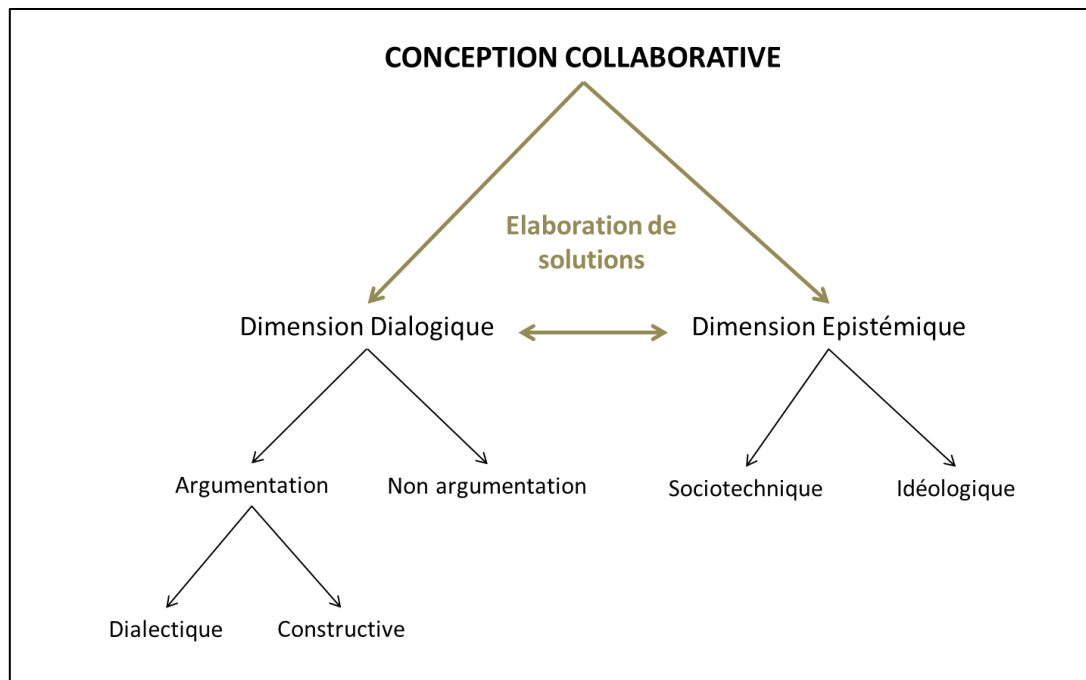 CONCEPTION COLLABORATIVE
Elaboration de
solutions
Dimension Dialogique
Dimension Epistémique
Argumentation
Non argumentation
Sociotechnique
Idéologique
Dialectique
Constructive